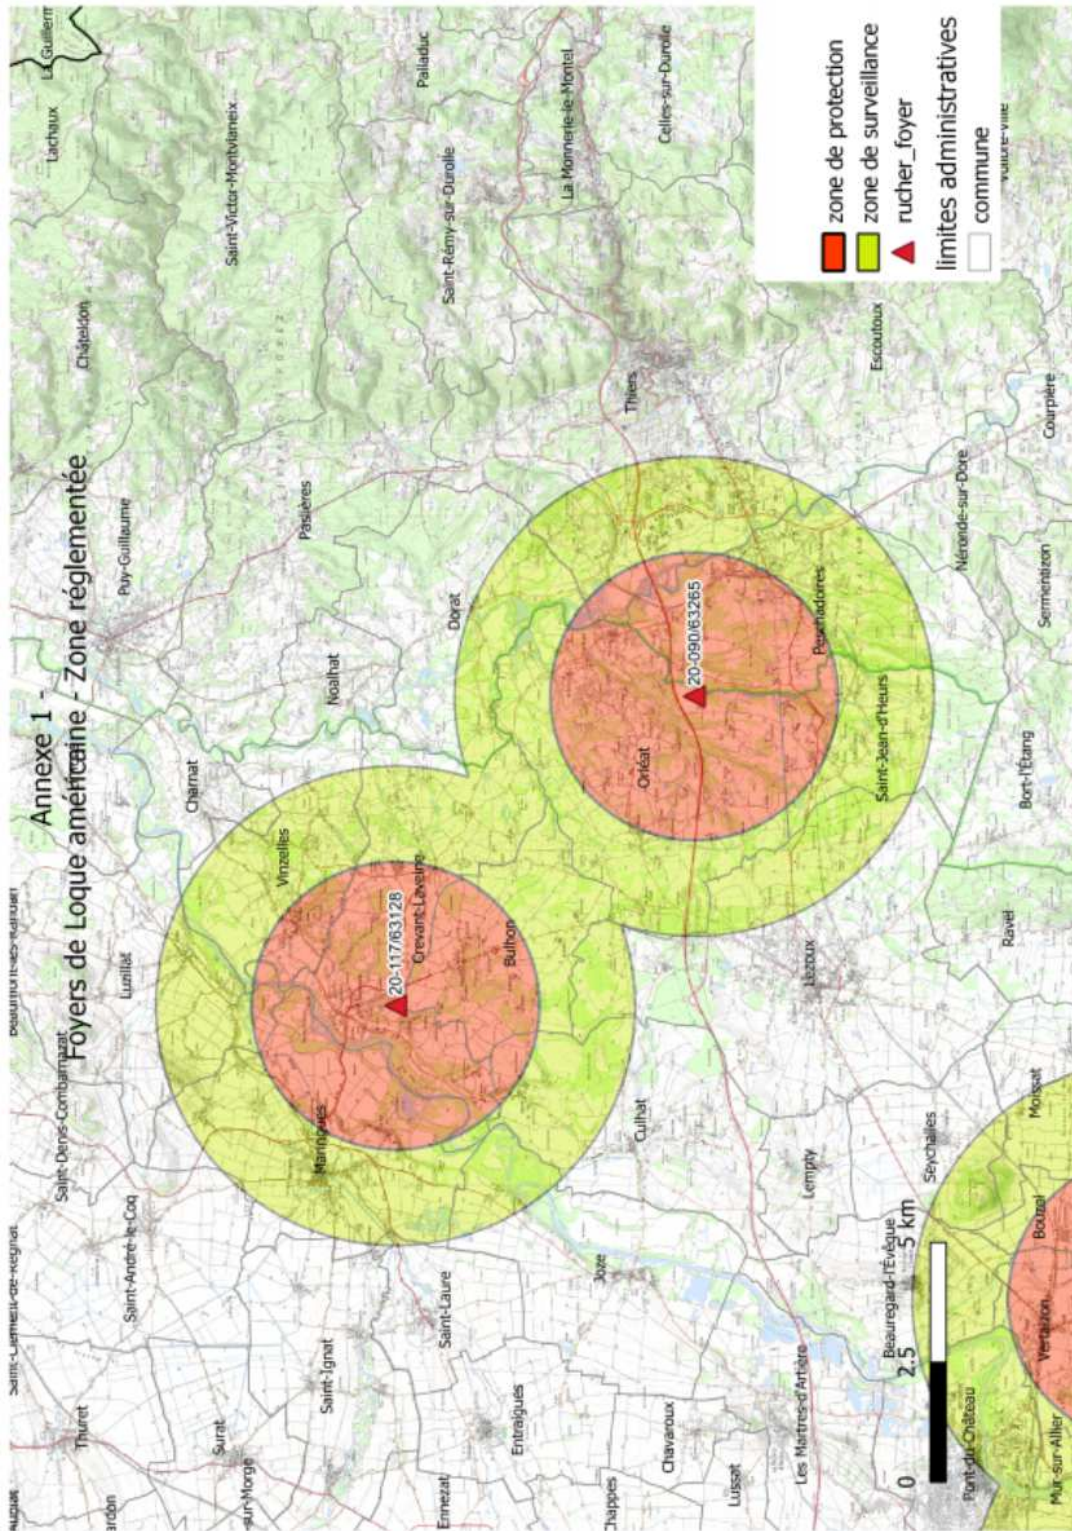 Annexe 1 -
Foyers de Loque américaine - Zone réglementée
Saint-Denis-Combarnazat
Luzillat
Puy-Guillaume
Châteldon
Lachaux
Thuret
Saint-André-le-Coq
Charnat
Saint-Victor-Montvianeix
Surat
Vinzelles
Noalhat
Paslières
Saint-Ignat
Maringues
20-117/63128
Crevant-Laveine
Dorat
Palladuc
Saint-Rémy-sur-Durolle
Saint-Laure
Ennezat
Entraigues
Bulhon
La Monnerie-le-Montel
Joze
Culhat
Orléat
Thiers
Celles-sur-Durolle
Chappes
Chavaroux
20-090/63265
Lussat
Les Martres-d'Artière
Lempty
Lezoux
Peschadoires
Saint-Jean-d'Heurs
Escoutoux
Beauregard-l'Évêque
Seychalles
Néronde-sur-Dore
Pont-du-Château
Vertaizon
Bouzel
Moissat
Ravel
Bort-l'Étang
Sermentizon
Courpière
Mur-sur-Allier
0 2.5 5 km
zone de protection
zone de surveillance
rucher_foyer
limites administratives
commune